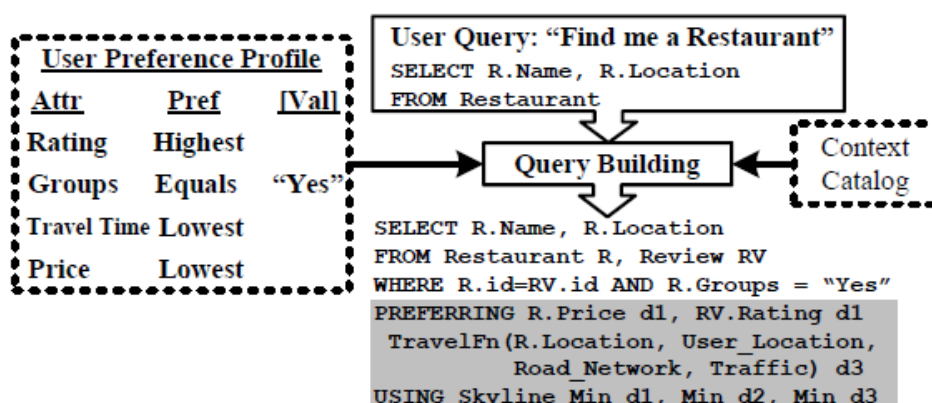 User Preference Profile
Attr Pref [Val]
Rating Highest
Groups Equals “Yes”
Travel Time Lowest
Price Lowest
User Query: “Find me a Restaurant”
SELECT R.Name, R.Location
FROM Restaurant
Query Building
Context
Catalog
SELECT R.Name, R.Location
FROM Restaurant R, Review RV
WHERE R.id=RV.id AND R.Groups = “Yes”
PREFERRING R.Price d1, RV.Rating d1
TravelFn(R.Location, User_Location,
Road_Network, Traffic) d3
USING Skyline Min d1, Min d2, Min d3